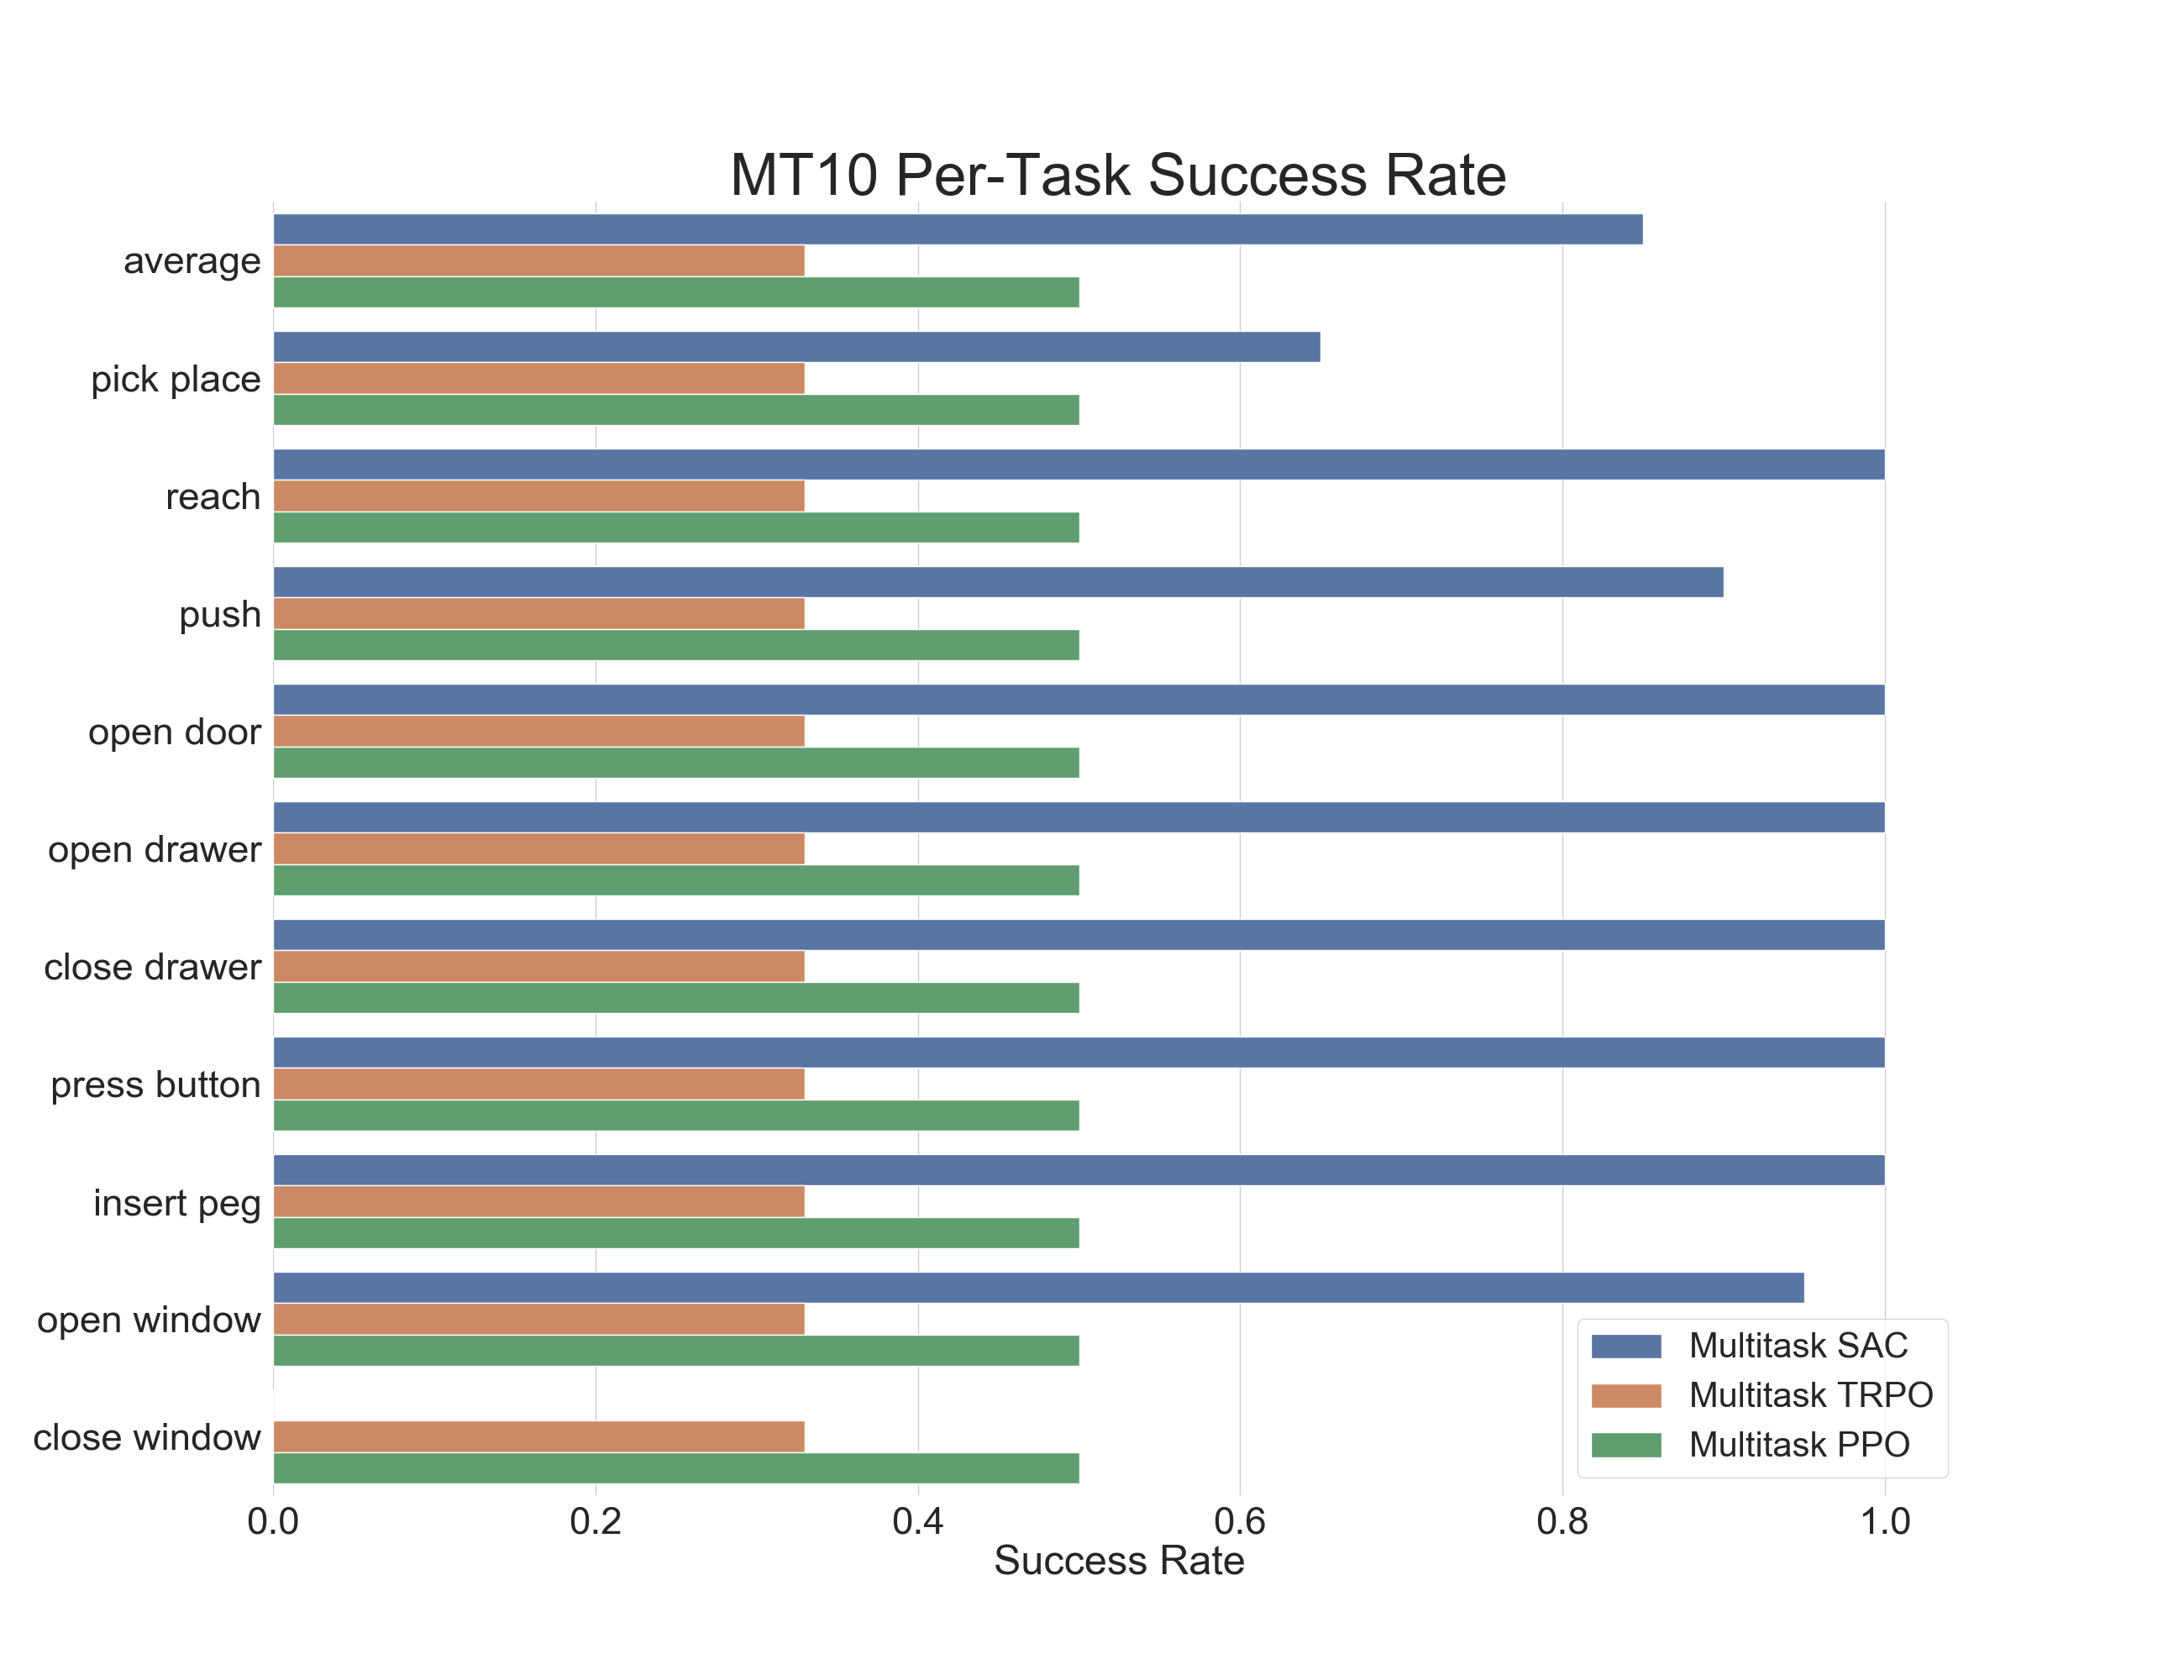 MT10 Per-Task Success Rate
average
pick place
reach
push
open door
open drawer
close drawer
press button
insert peg
open window
close window
Multitask SAC
Multitask TRPO
Multitask PPO
0.0 0.2 0.4 0.6 0.8 1.0
Success Rate